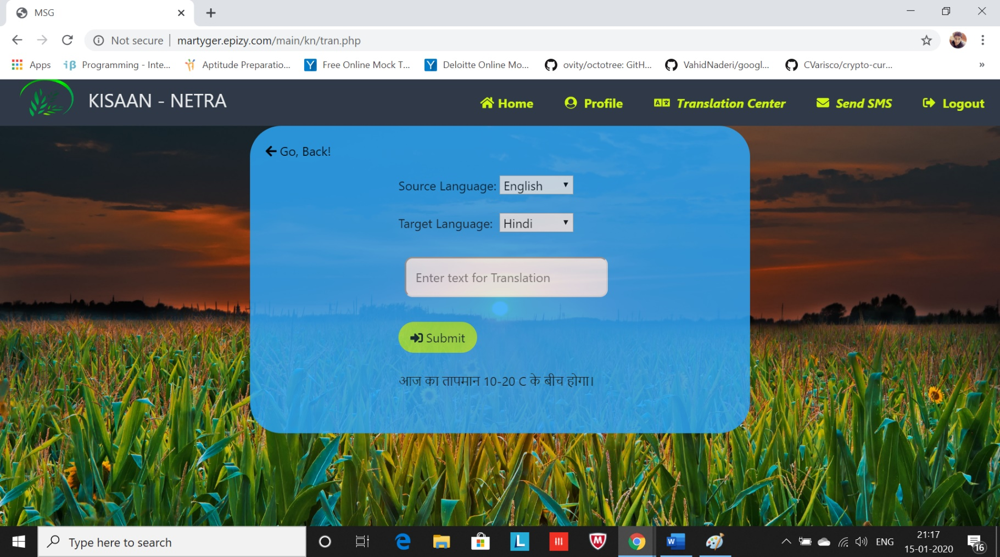 MSG
Not secure | martyger.epizy.com/main/kn/tran.php
Apps Programming - Inte... Aptitude Preparatio... Free Online Mock T... Deloitte Online Mo... ovity/octotree: GitH... VahidNaderi/googl... CVarisco/crypto-cur... »
KISAAN - NETRA Home Profile Translation Center Send SMS Logout
Go, Back!
Source Language: English
Target Language: Hindi
Enter text for Translation
Submit
आज का तापमान 10-20 C के बीच होगा।
Type here to search ENG 21:17
15-01-2020 16